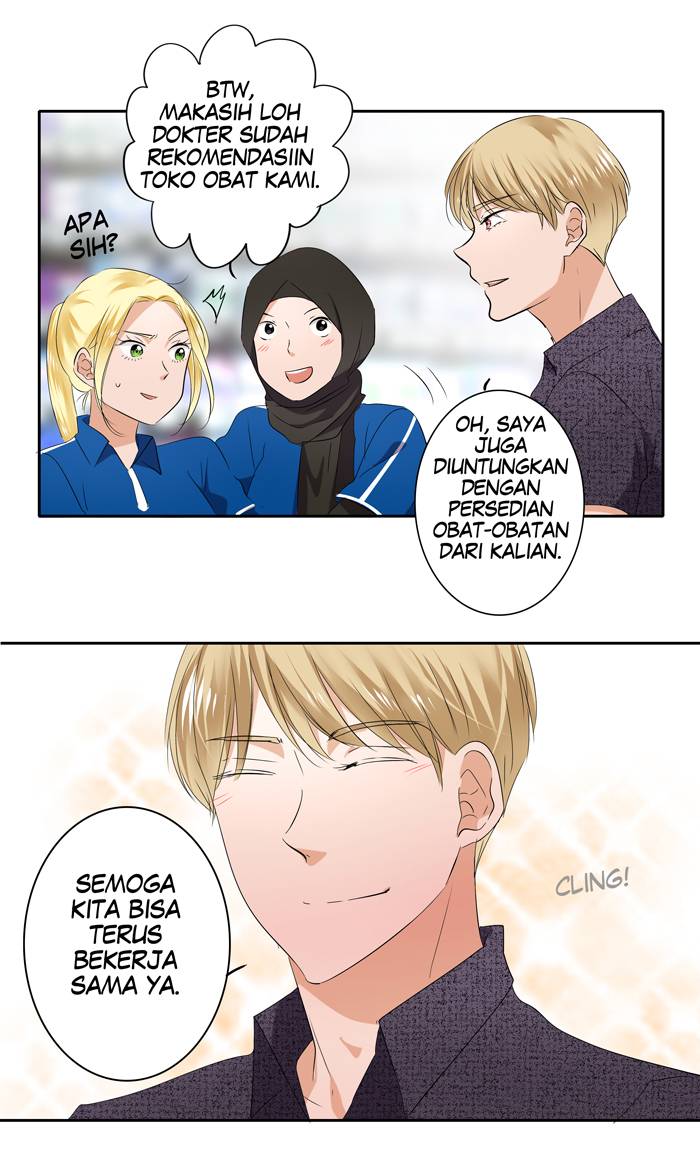 BTW,
MAKASIH LOH
DOKTER SUDAH
REKOMENDASIIN
TOKO OBAT KAMI.
APA
SIH?
OH, SAYA
JUGA
DIUNTUNGKAN
DENGAN
PERSEDIAN
OBAT-OBATAN
DARI KALIAN.
SEMOGA
KITA BISA
TERUS
BEKERJA
SAMA YA.
CLING!